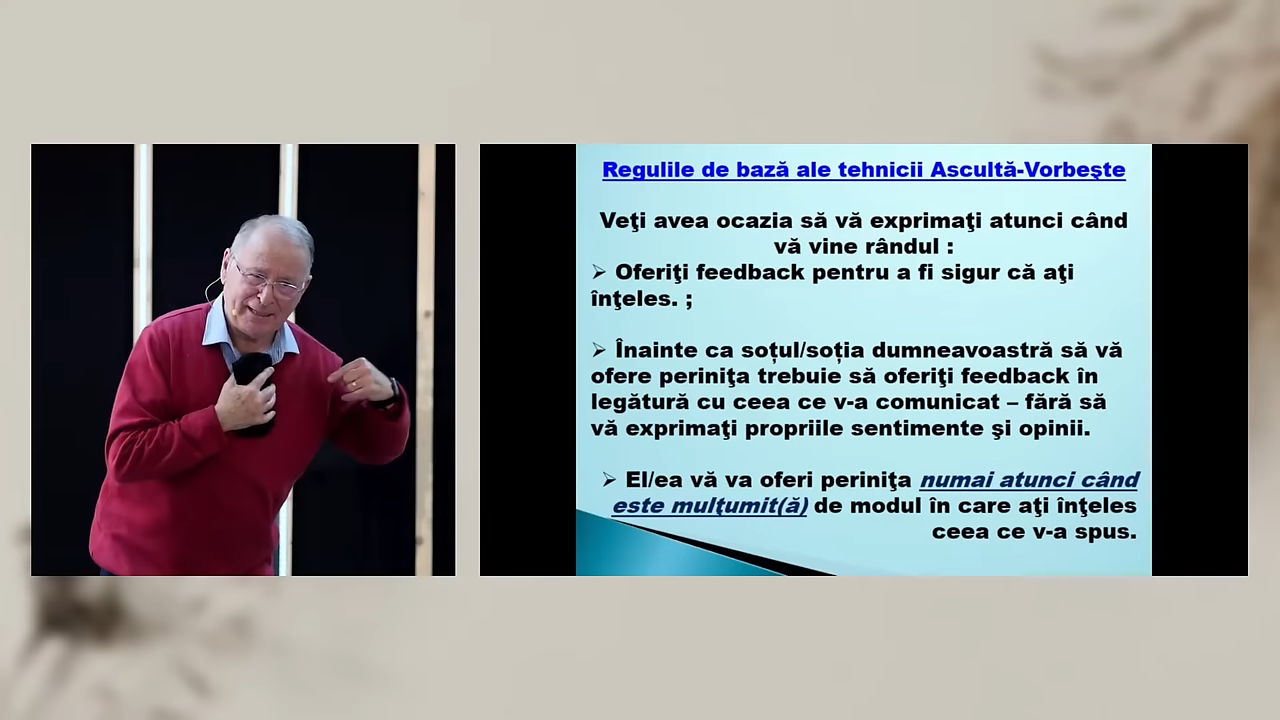 Regulile de bază ale tehnicii Ascultă-Vorbeşte
Veţi avea ocazia să vă exprimaţi atunci când
vă vine rândul :
➢ Oferiţi feedback pentru a fi sigur că aţi
înţeles. ;
➢ Înainte ca soțul/soția dumneavoastră să vă
ofere periniţa trebuie să oferiţi feedback în
legătură cu ceea ce v-a comunicat – fără să
vă exprimaţi propriile sentimente şi opinii.
➢ El/ea vă va oferi periniţa numai atunci când
este mulţumit(ă) de modul în care aţi înţeles
ceea ce v-a spus.